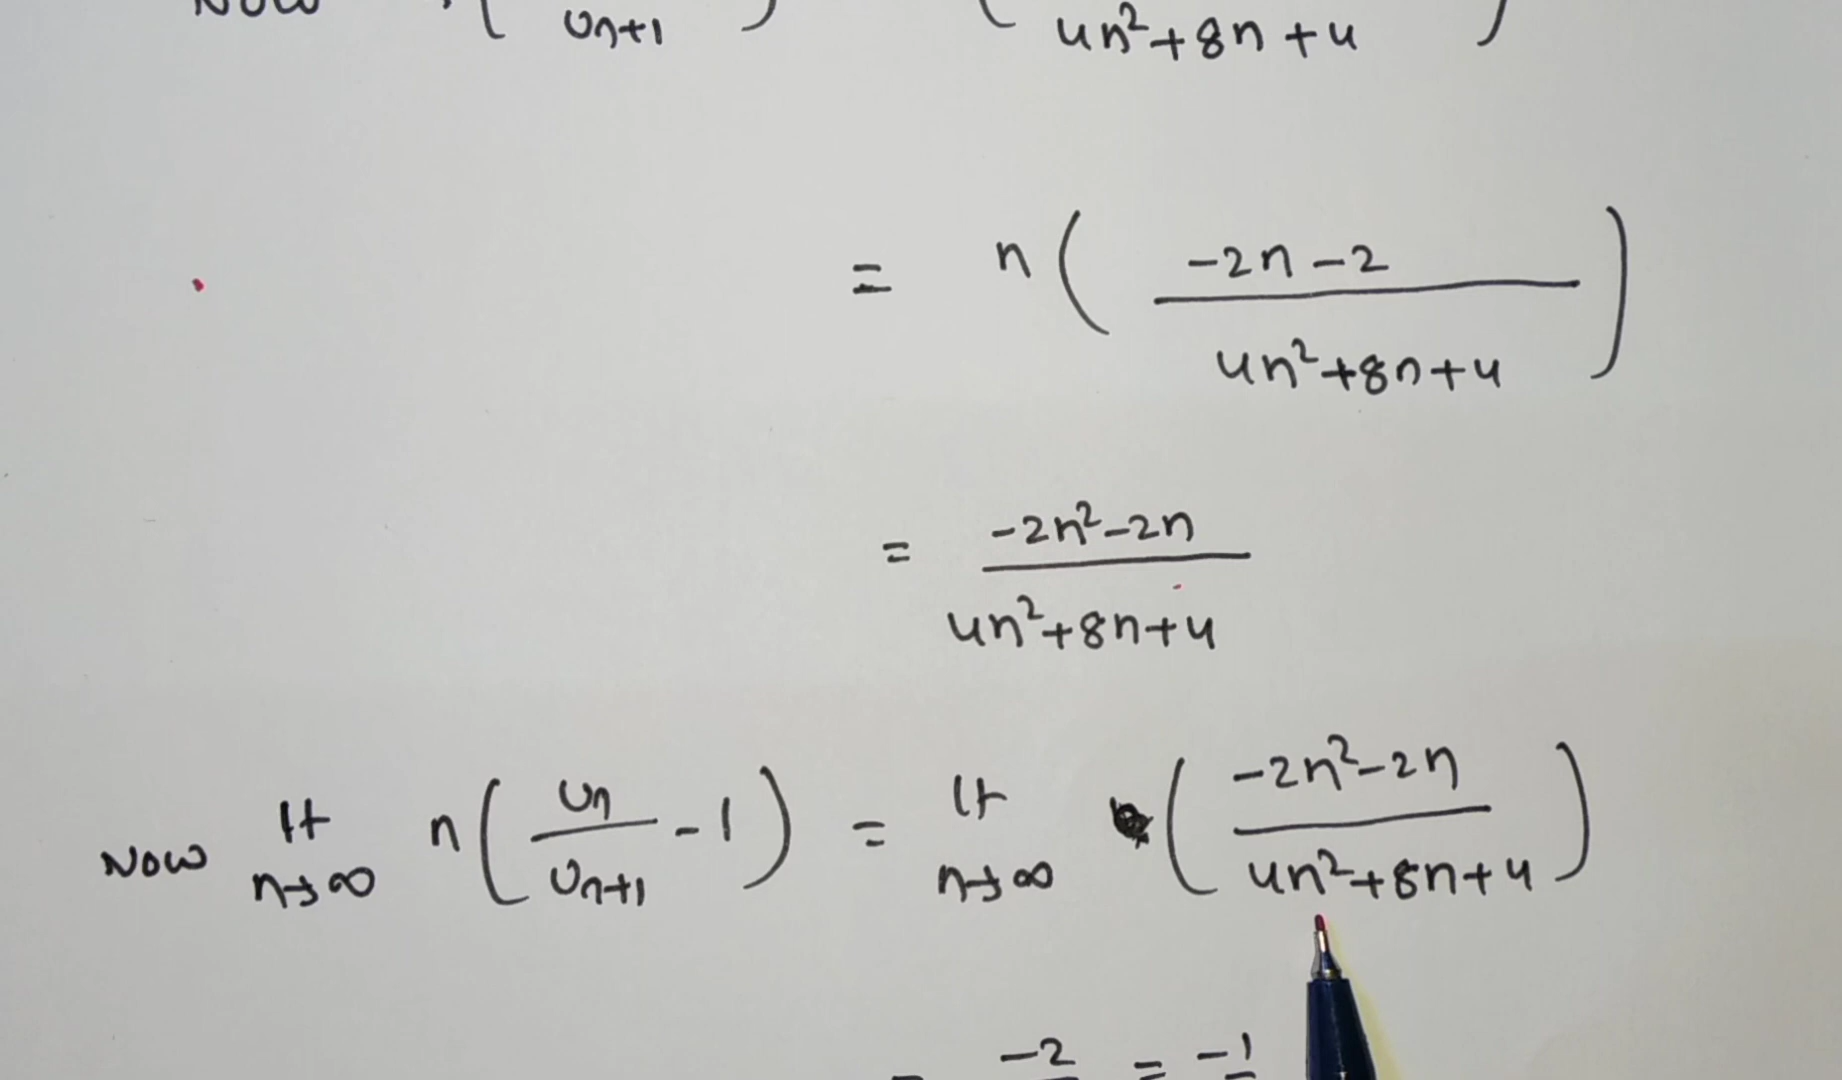 Now ( Un+1 ) ( 4n²+8n+4 )
= n( (-2n-2)/(4n²+8n+4) )
= (-2n²-2n)/(4n²+8n+4)
Now lt n→∞ n( Un/Un+1 -1 ) = lt n→∞ ( (-2n²-2n)/(4n²+8n+4) )
= -2 = -1